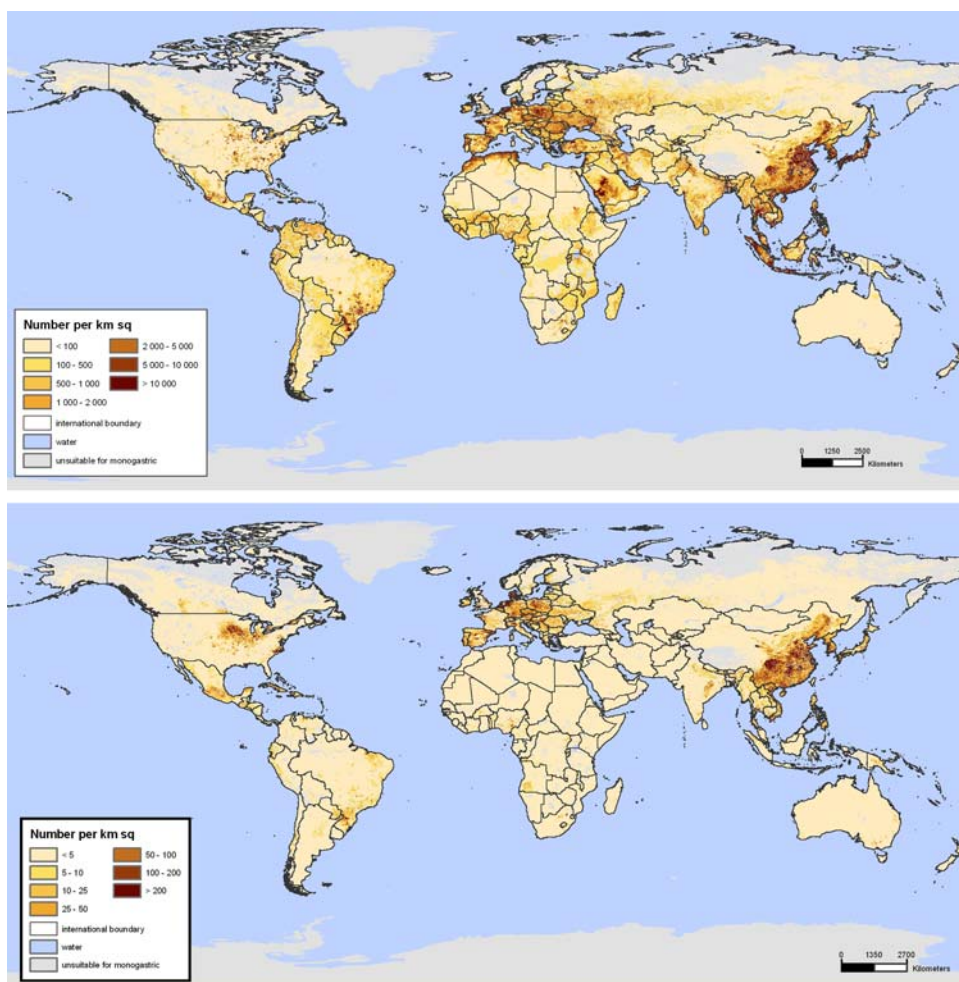 Number per km sq
< 100
2 000 - 5 000
100 - 500
5 000 - 10 000
500 - 1 000
> 10 000
1 000 - 2 000
international boundary
water
unsuitable for monogastric
0 1250 2500
Kilometers
Number per km sq
< 5
50 - 100
5 - 10
100 - 200
10 - 25
> 200
25 - 50
international boundary
water
unsuitable for monogastric
0 1350 2700
Kilometers